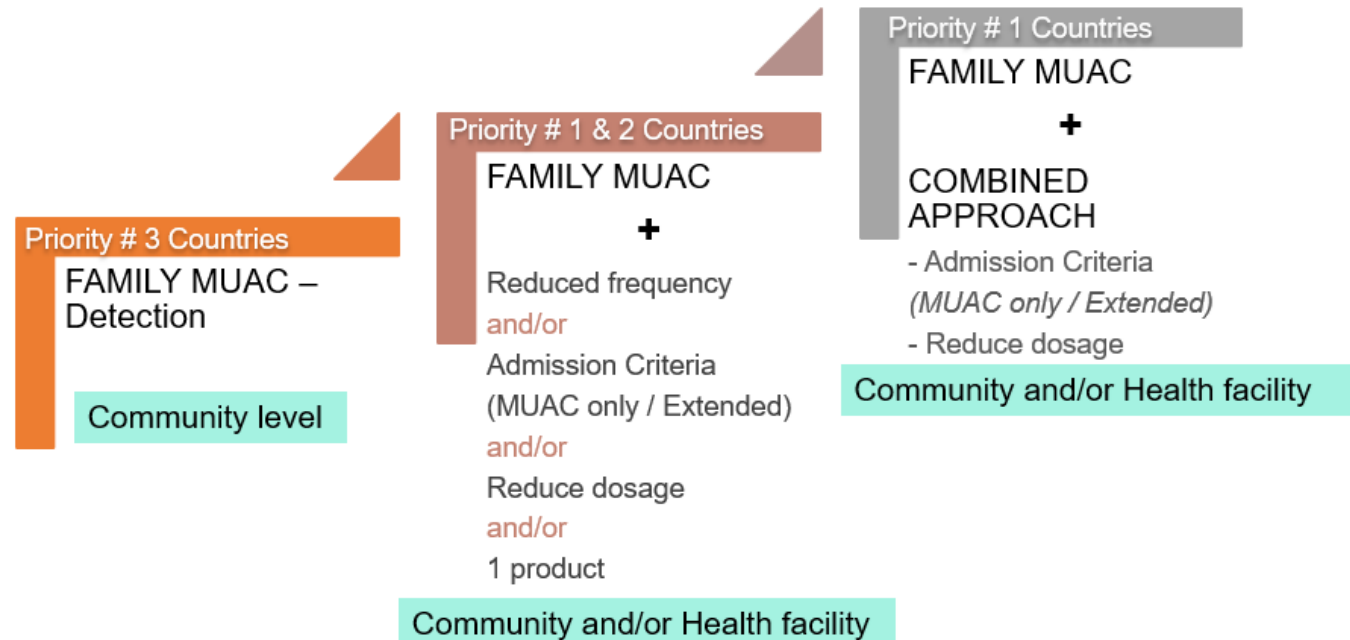 Priority # 3 Countries
FAMILY MUAC –
Detection
Community level
Priority # 1 & 2 Countries
FAMILY MUAC
+
Reduced frequency
and/or
Admission Criteria
(MUAC only / Extended)
and/or
Reduce dosage
and/or
1 product
Community and/or Health facility
Priority # 1 Countries
FAMILY MUAC
+
COMBINED
APPROACH
- Admission Criteria
(MUAC only / Extended)
- Reduce dosage
Community and/or Health facility